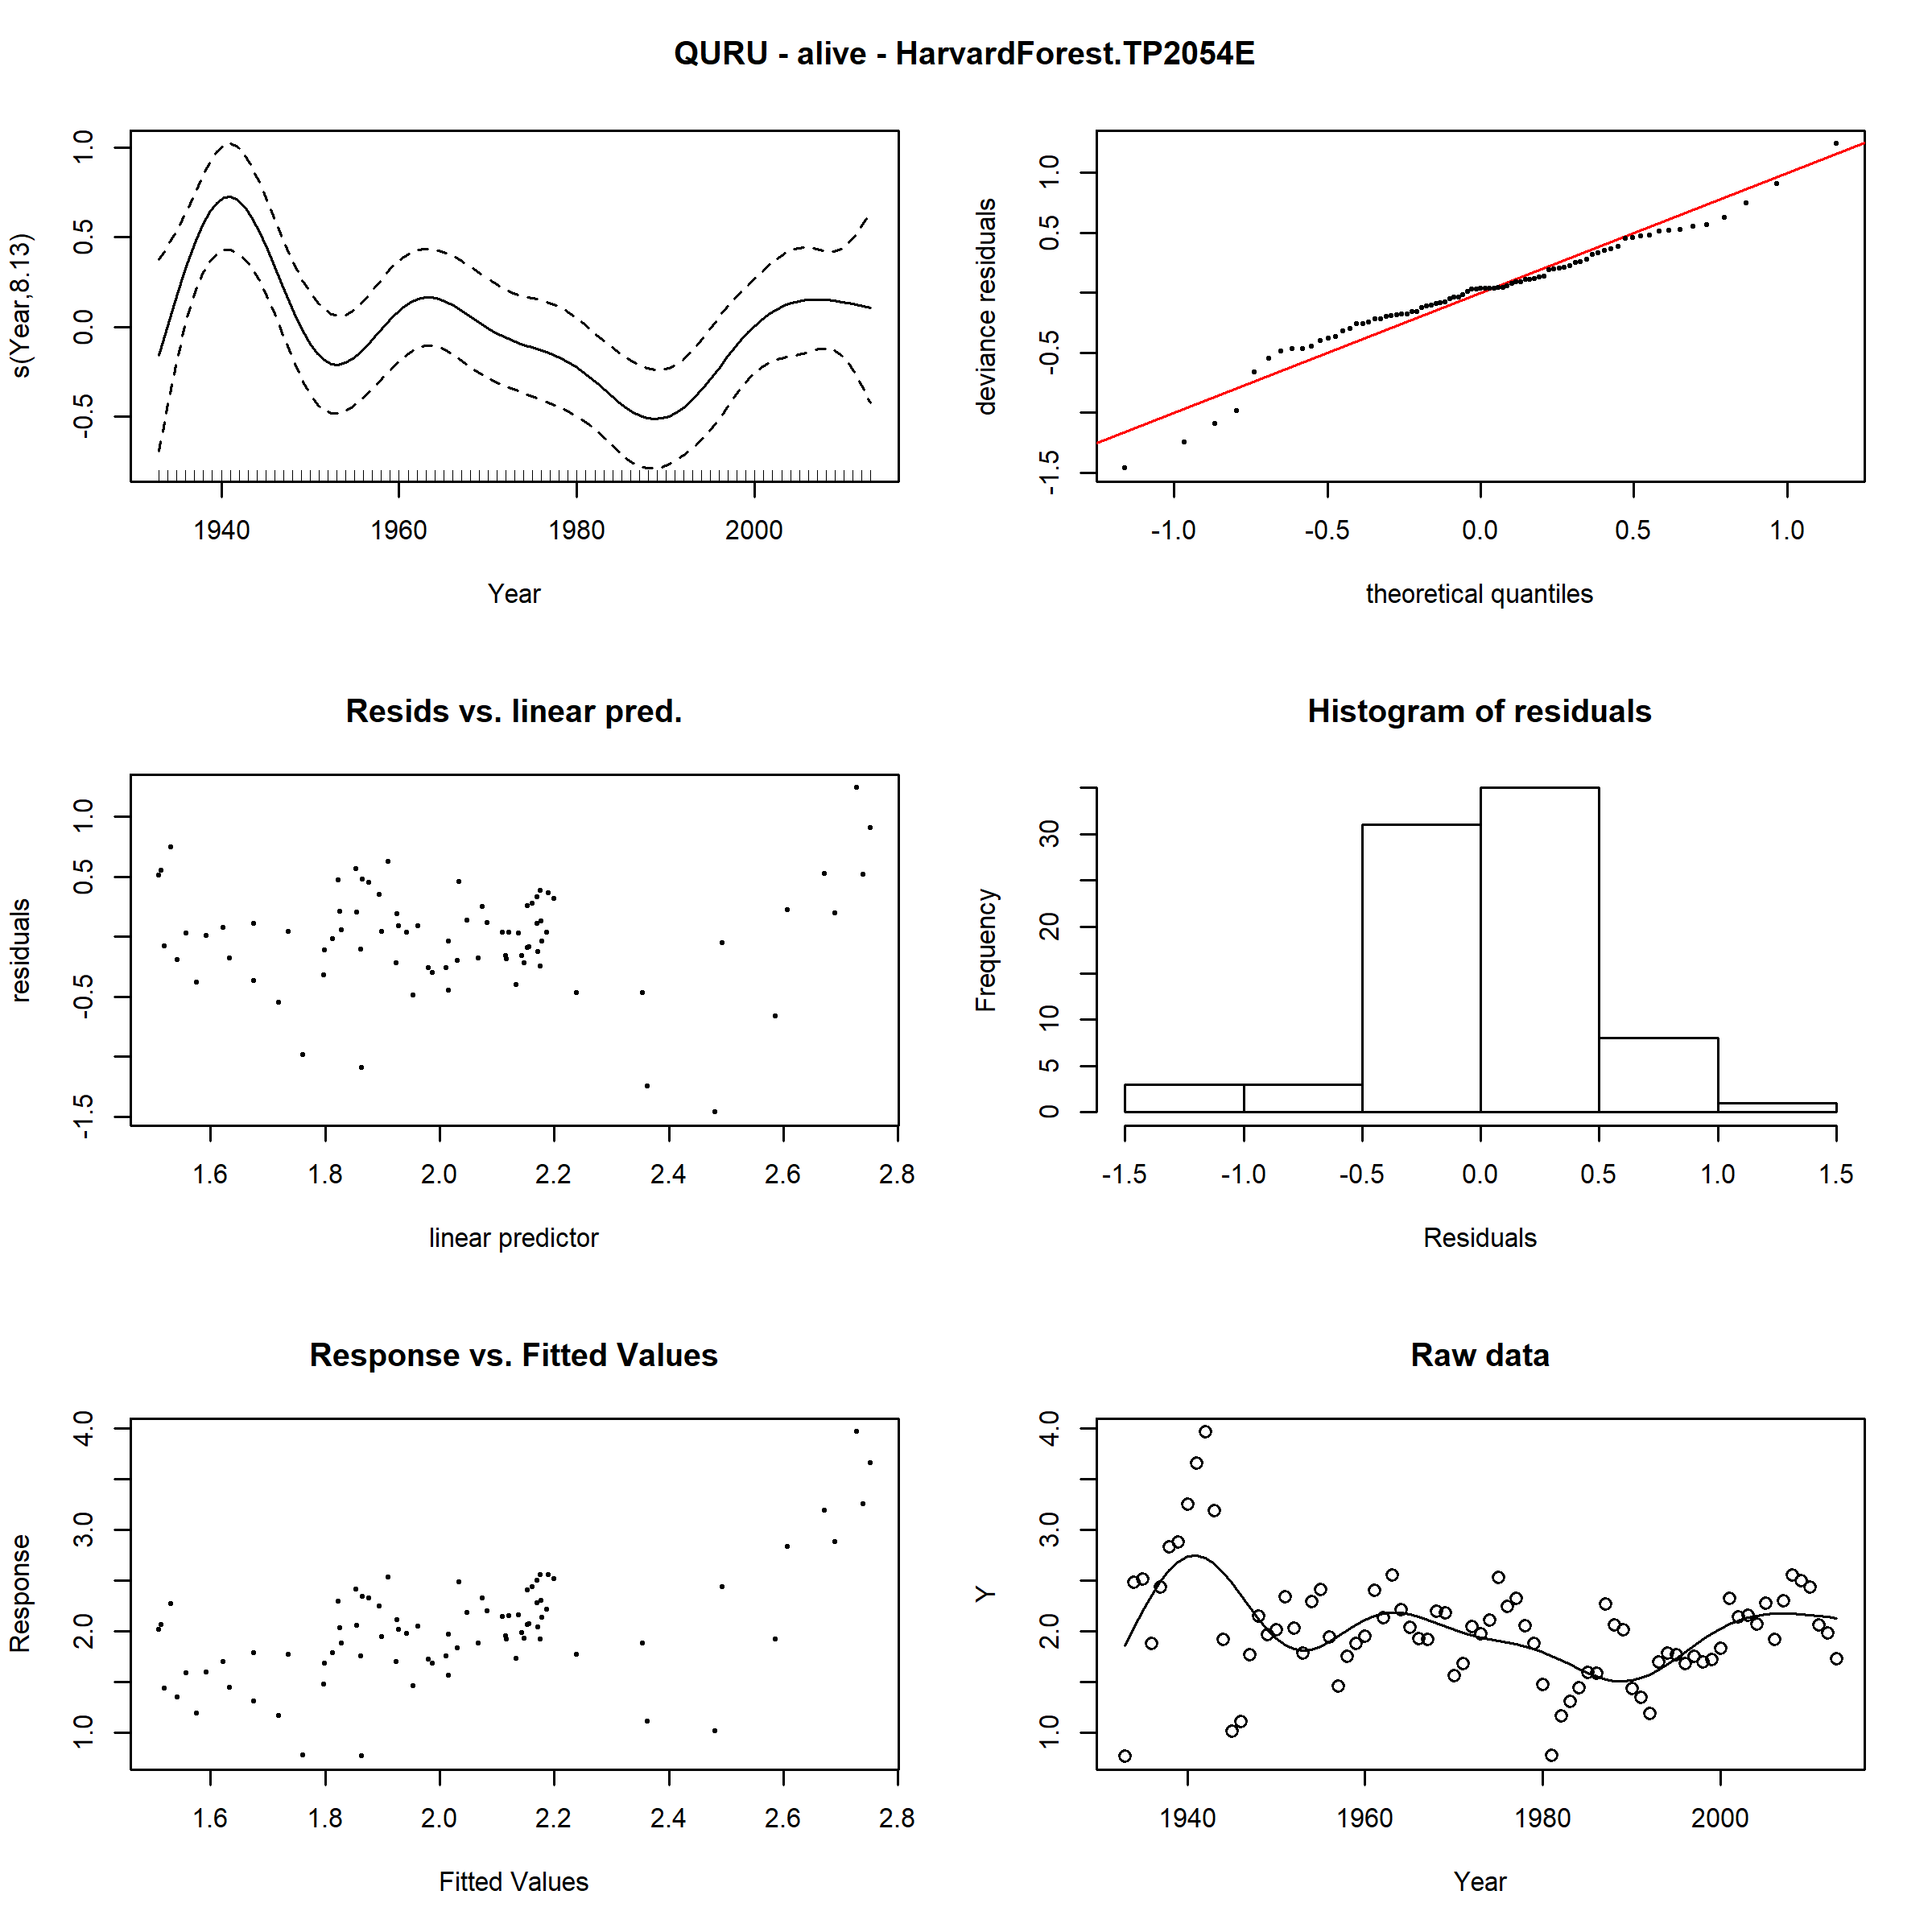 QURU - alive - HarvardForest.TP2054E
s(Year,8.13)
-0.5 0.0 0.5 1.0
1940 1960 1980 2000
Year
deviance residuals
-1.5 -0.5 0.5 1.0
-1.0 -0.5 0.0 0.5 1.0
theoretical quantiles
Resids vs. linear pred.
residuals
-1.5 -0.5 0.5 1.0
1.6 1.8 2.0 2.2 2.4 2.6 2.8
linear predictor
Histogram of residuals
Frequency
0 5 10 20 30
-1.5 -1.0 -0.5 0.0 0.5 1.0 1.5
Residuals
Response vs. Fitted Values
Response
1.0 2.0 3.0 4.0
1.6 1.8 2.0 2.2 2.4 2.6 2.8
Fitted Values
Raw data
Y
1.0 2.0 3.0 4.0
1940 1960 1980 2000
Year